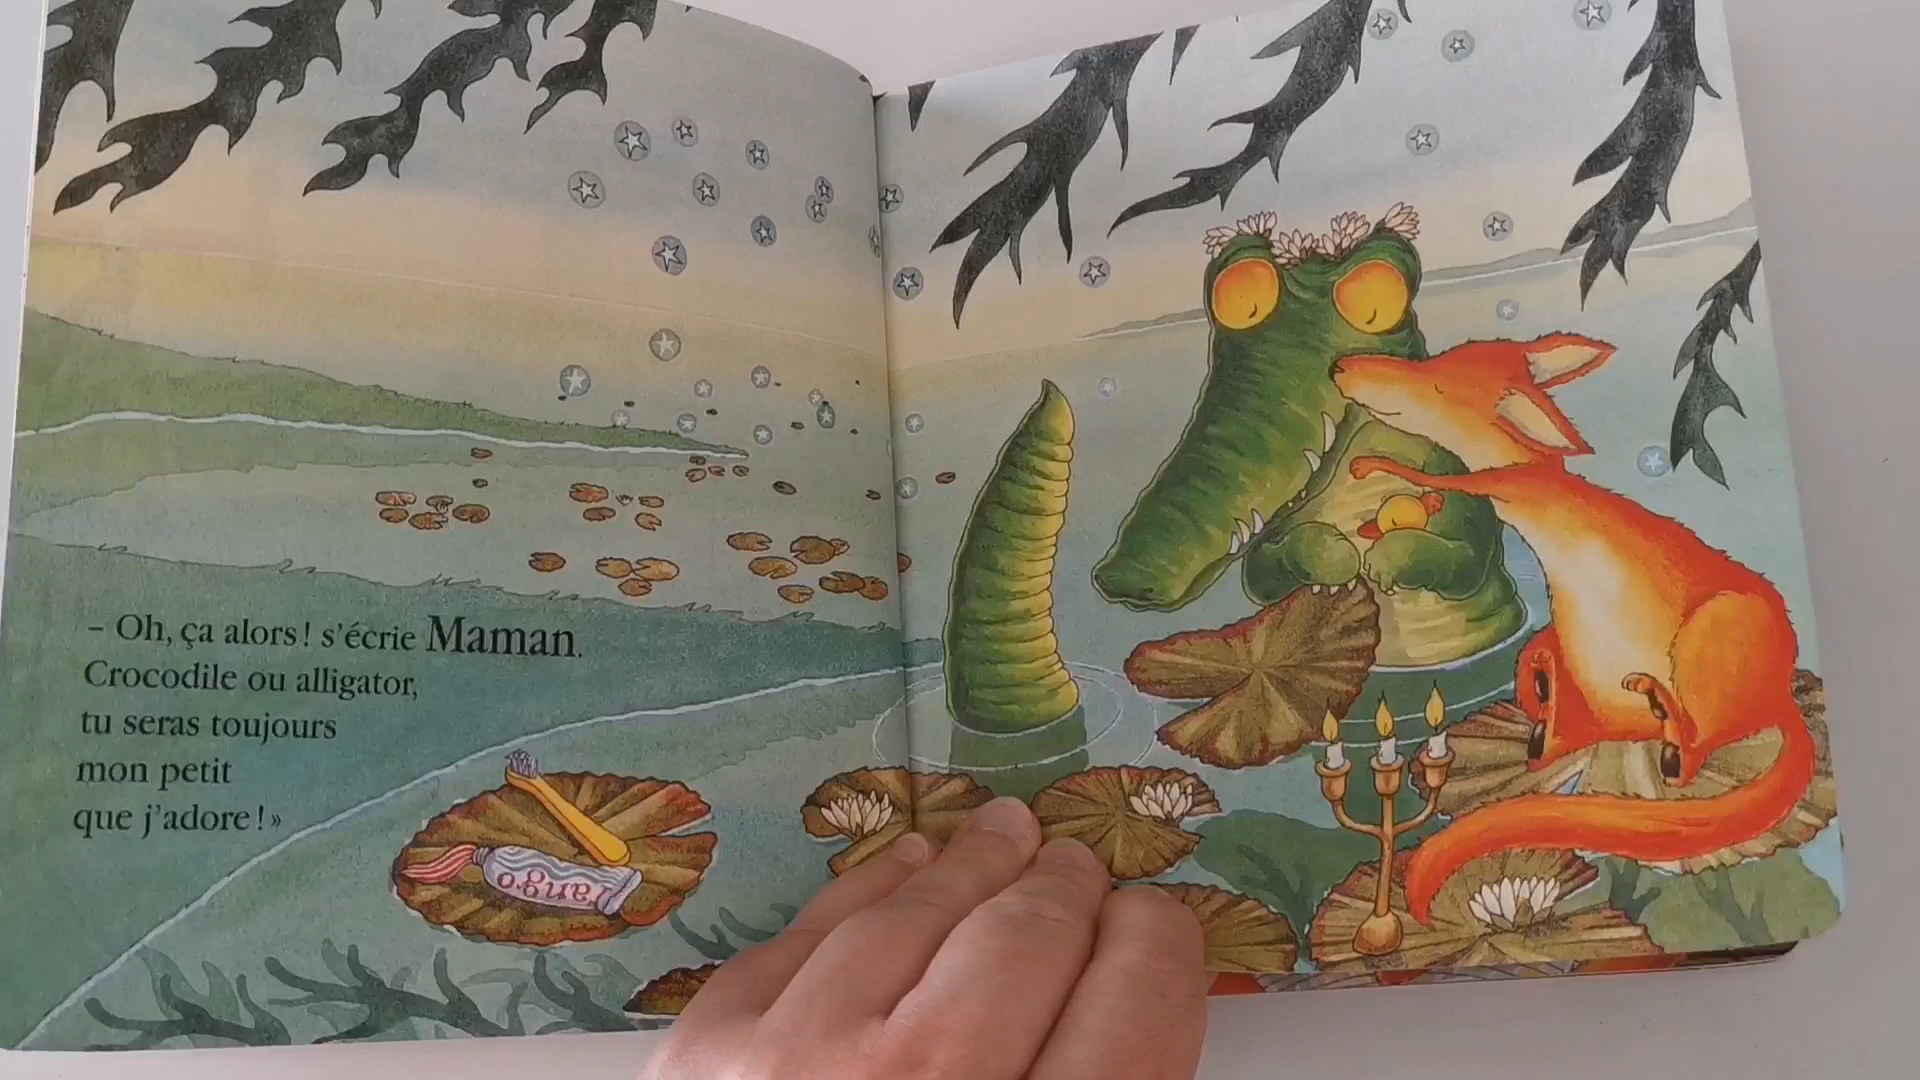 – Oh, ça alors ! s'écrie Maman.
Crocodile ou alligator,
tu seras toujours
mon petit
que j'adore ! »
Tango